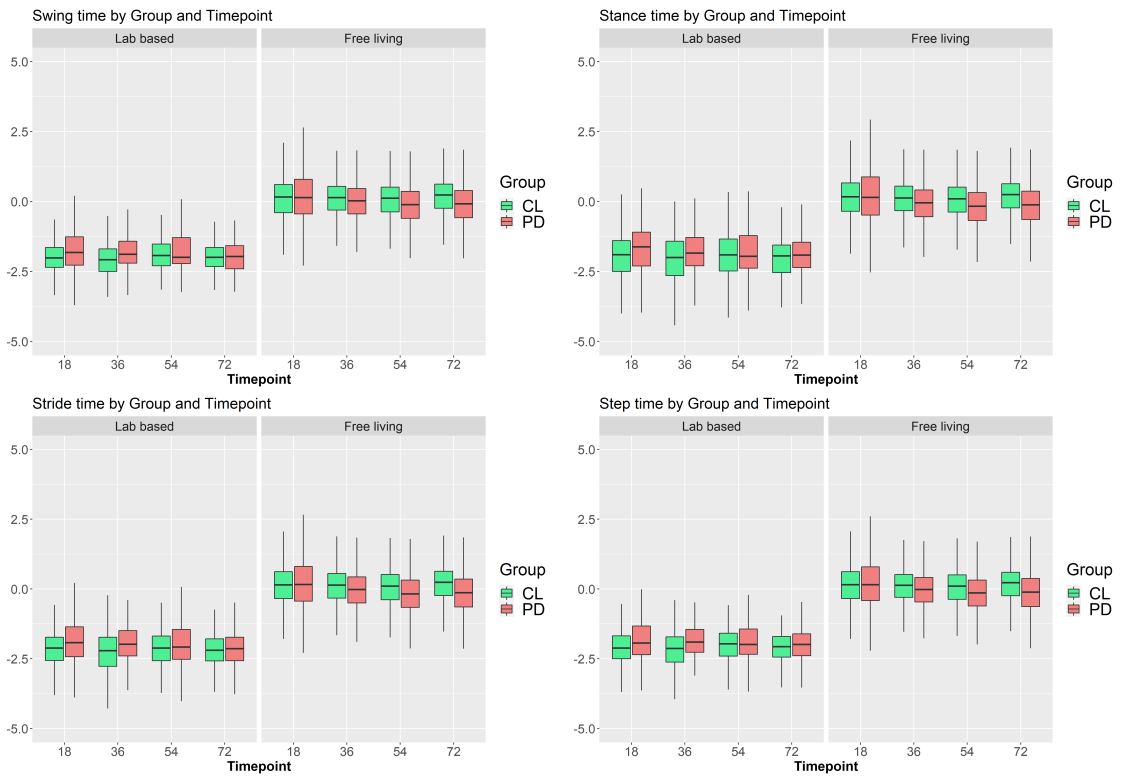 Swing time by Group and Timepoint
Lab based Free living
5.0
2.5
0.0
-2.5
-5.0
18 36 54 72 18 36 54 72
Timepoint
Group
CL
PD
Stance time by Group and Timepoint
Lab based Free living
5.0
2.5
0.0
-2.5
-5.0
18 36 54 72 18 36 54 72
Timepoint
Group
CL
PD
Stride time by Group and Timepoint
Lab based Free living
5.0
2.5
0.0
-2.5
-5.0
18 36 54 72 18 36 54 72
Timepoint
Group
CL
PD
Step time by Group and Timepoint
Lab based Free living
5.0
2.5
0.0
-2.5
-5.0
18 36 54 72 18 36 54 72
Timepoint
Group
CL
PD